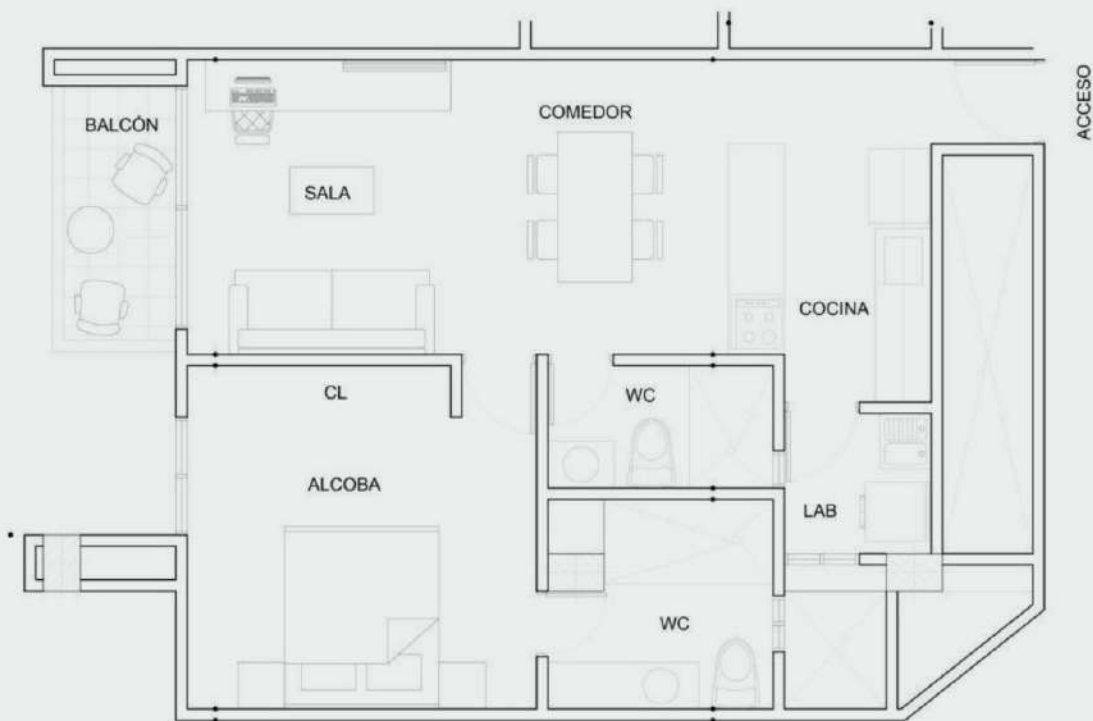 ACCESO
COMEDOR
BALCÓN
SALA
COCINA
CL
WC
ALCOBA
LAB
WC